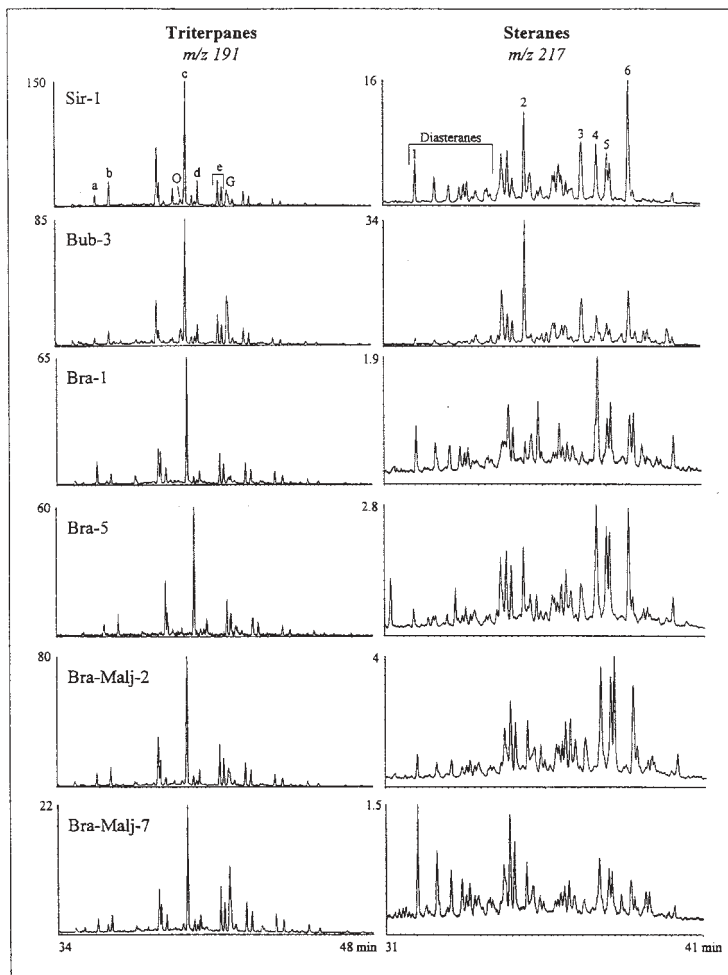 Triterpanes
m/z 191
Steranes
m/z 217
150
Sir-1
a
b
c
O
d
e
G
16
Diasteranes
1
2
3
4
5
6
85
Bub-3
34
65
Bra-1
1.9
60
Bra-5
2.8
80
Bra-Malj-2
4
22
Bra-Malj-7
1.5
34
48 min
31
41 min